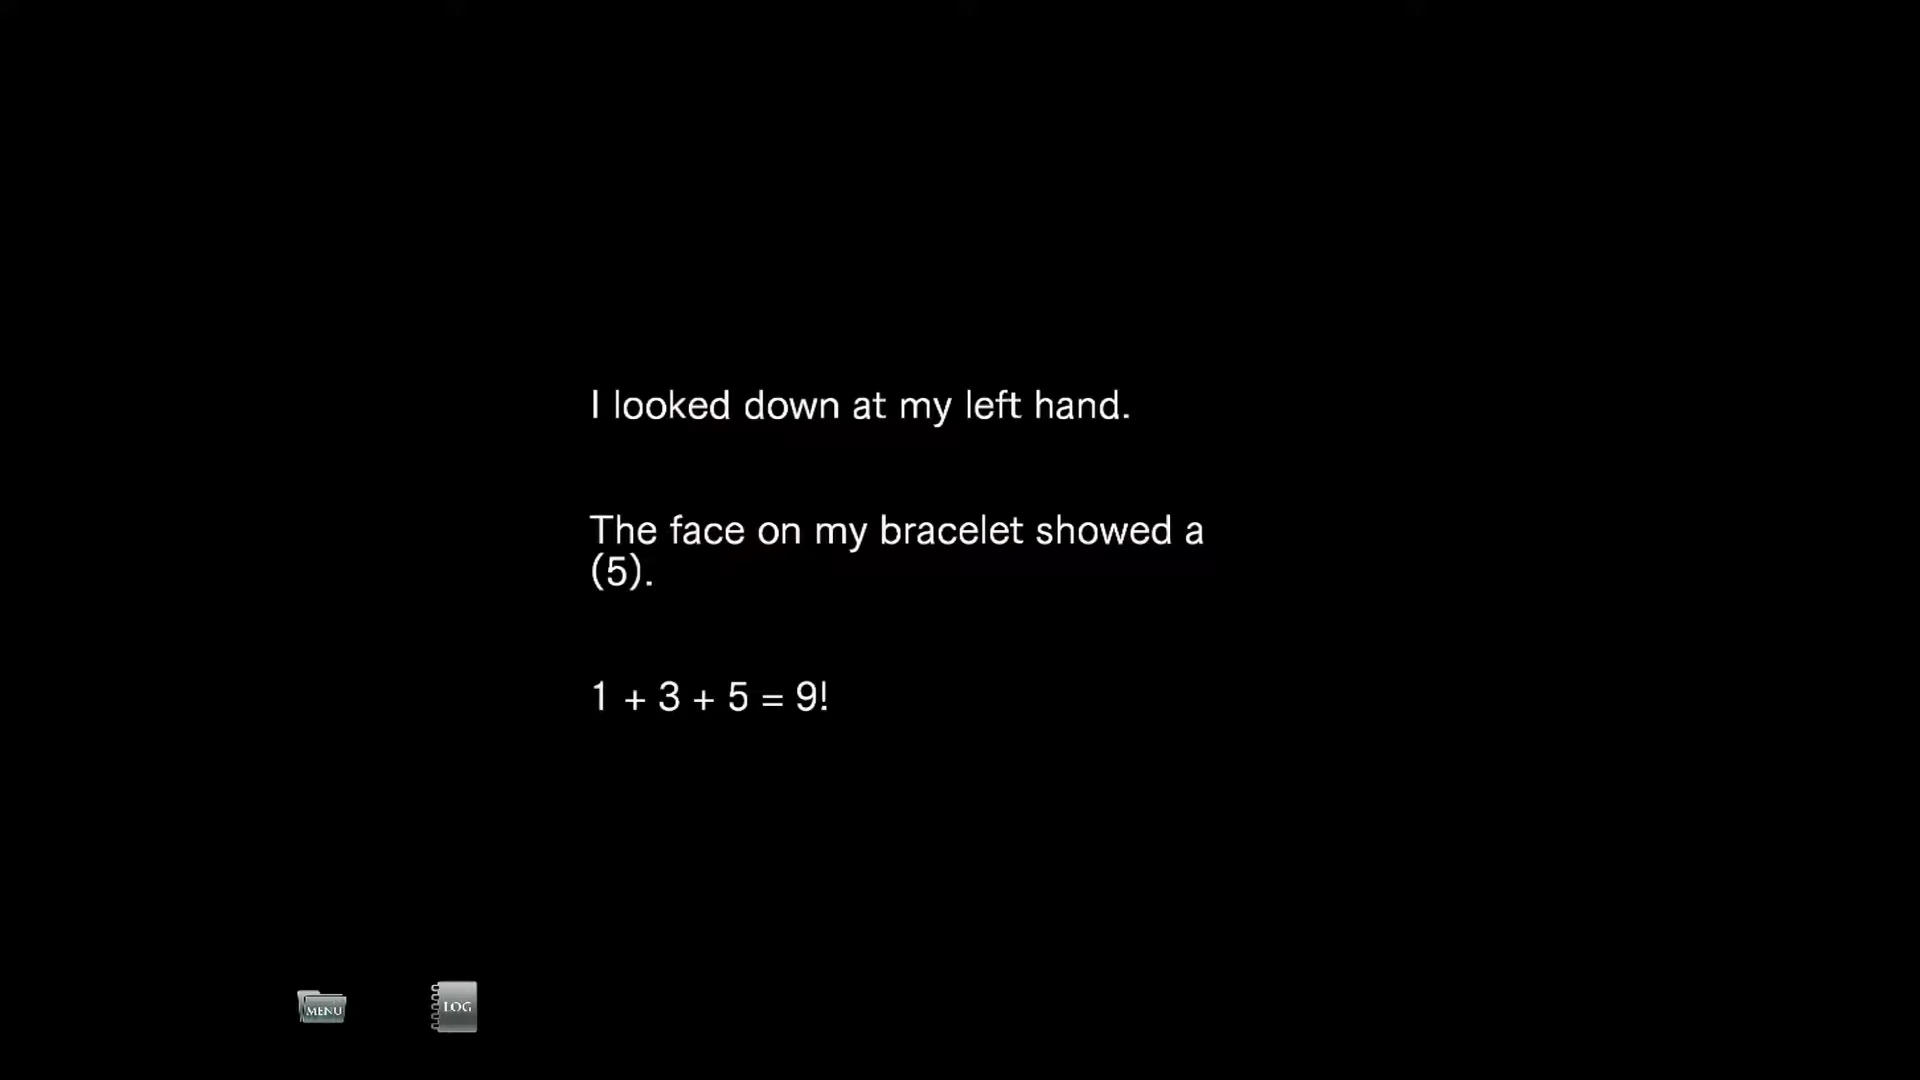 I looked down at my left hand.
The face on my bracelet showed a
(5).
1 + 3 + 5 = 9!
MENU
LOG